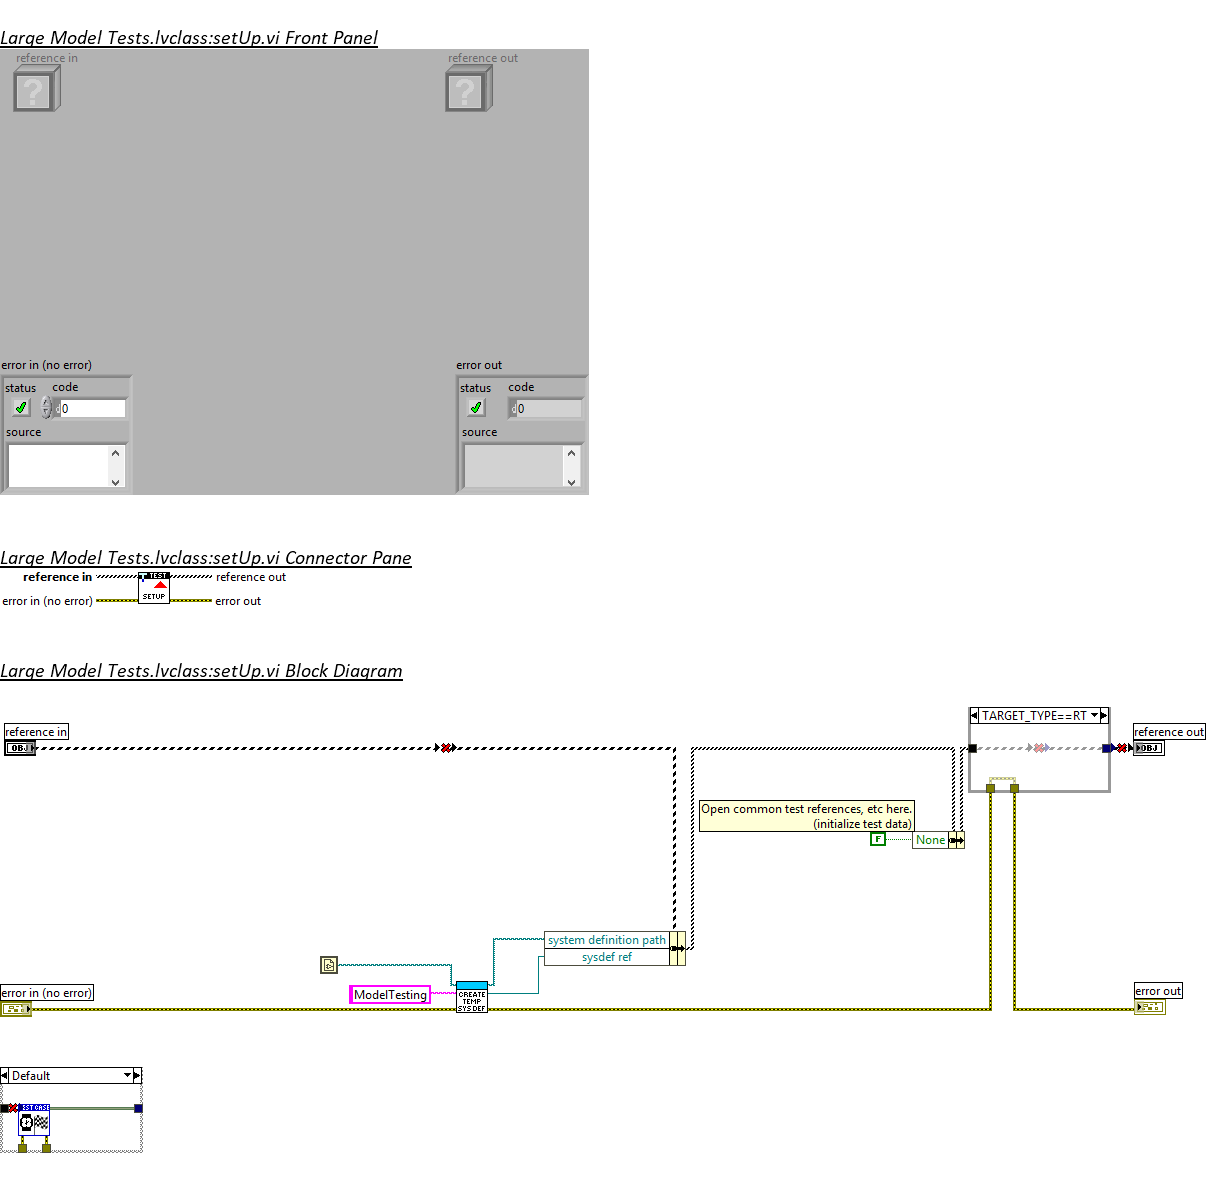 Large Model Tests.lvclass:setUp.vi Front Panel
reference in
reference out
?
?
error in (no error)
error out
status
code
status
code
d
0
d
0
source
source
Large Model Tests.lvclass:setUp.vi Connector Pane
reference in
TEST
reference out
SETUP
error in (no error)
error out
Large Model Tests.lvclass:setUp.vi Block Diagram
TARGET_TYPE==RT
reference in
reference out
OBJ
OBJ
Open common test references, etc here.
(initialize test data)
F
None
system definition path
sysdef ref
error in (no error)
ModelTesting
CREATE
TEMP
SYS DEF
error out
Default
TEST CASE